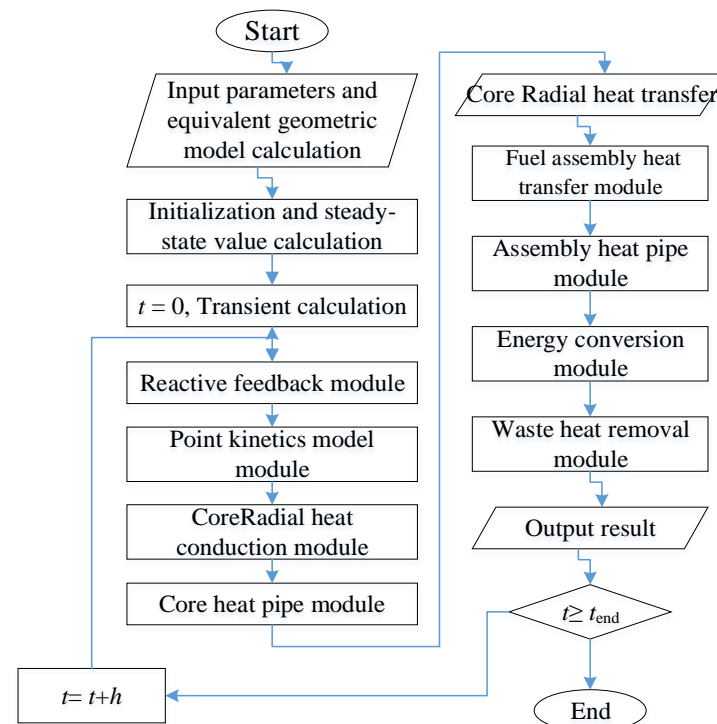 Start
Input parameters and
equivalent geometric
model calculation
Initialization and steady-
state value calculation
t = 0, Transient calculation
Reactive feedback module
Point kinetics model
module
CoreRadial heat
conduction module
Core heat pipe module
t= t+h
Core Radial heat transfer
Fuel assembly heat
transfer module
Assembly heat pipe
module
Energy conversion
module
Waste heat removal
module
Output result
t≥ tend
End